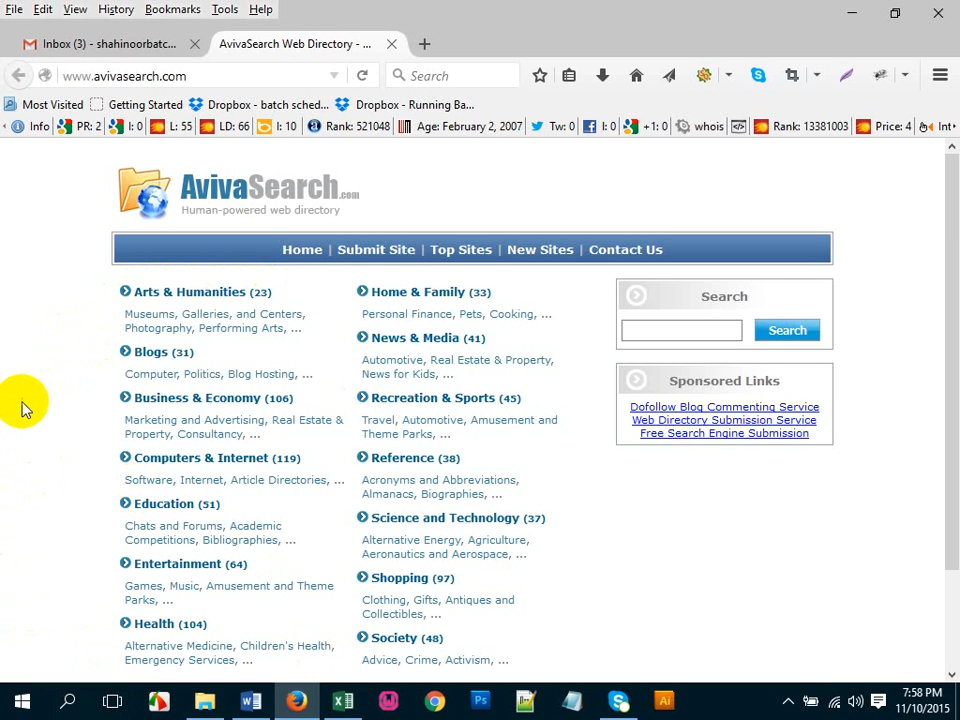 File Edit View History Bookmarks Tools Help
Inbox (3) - shahinoorbatc...
AvivaSearch Web Directory - ...
www.avivasearch.com
Search
Most Visited Getting Started Dropbox - batch sched... Dropbox - Running Ba...
Info PR: 2 I: 0 L: 55 LD: 66 I: 10 Rank: 521048 Age: February 2, 2007 Tw: 0 I: 0 +1: 0 whois Rank: 13381003 Price: 4 Int
AvivaSearch.com
Human-powered web directory
Home | Submit Site | Top Sites | New Sites | Contact Us
Arts & Humanities (23)
Museums, Galleries, and Centers,
Photography, Performing Arts, ...
Blogs (31)
Computer, Politics, Blog Hosting, ...
Business & Economy (106)
Marketing and Advertising, Real Estate &
Property, Consultancy, ...
Computers & Internet (119)
Software, Internet, Article Directories, ...
Education (51)
Chats and Forums, Academic
Competitions, Bibliographies, ...
Entertainment (64)
Games, Music, Amusement and Theme
Parks, ...
Health (104)
Alternative Medicine, Children's Health,
Emergency Services, ...
Home & Family (33)
Personal Finance, Pets, Cooking, ...
News & Media (41)
Automotive, Real Estate & Property,
News for Kids, ...
Recreation & Sports (45)
Travel, Automotive, Amusement and
Theme Parks, ...
Reference (38)
Acronyms and Abbreviations,
Almanacs, Biographies, ...
Science and Technology (37)
Alternative Energy, Agriculture,
Aeronautics and Aerospace, ...
Shopping (97)
Clothing, Gifts, Antiques and
Collectibles, ...
Society (48)
Advice, Crime, Activism, ...
Search
Search
Sponsored Links
Dofollow Blog Commenting Service
Web Directory Submission Service
Free Search Engine Submission
Ps
Ai
7:58 PM
11/10/2015